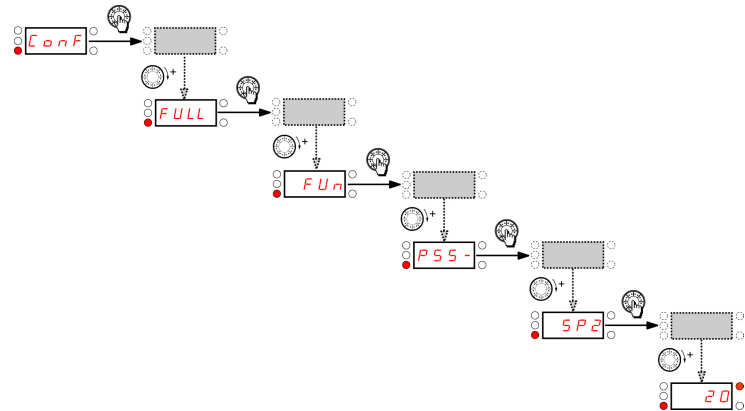 ConF
+
FULL
+
FUn
+
PSS-
+
SP2
+
20